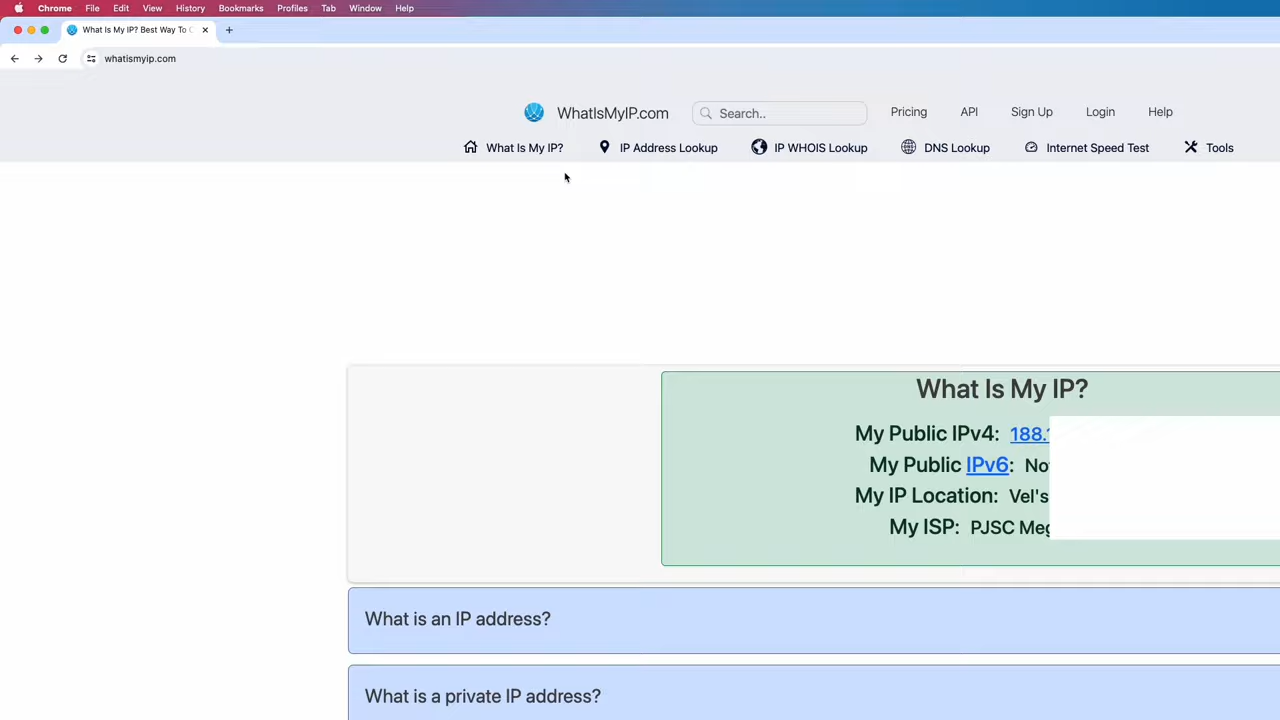 Chrome File Edit View History Bookmarks Profiles Tab Window Help
What Is My IP? Best Way To
whatismyip.com
WhatIsMyIP.com Search.. Pricing API Sign Up Login Help
What Is My IP? IP Address Lookup IP WHOIS Lookup DNS Lookup Internet Speed Test Tools
What Is My IP?
My Public IPv4: 188.
My Public IPv6:
My IP Location: Vel's
My ISP: PJSC
What is an IP address?
What is a private IP address?